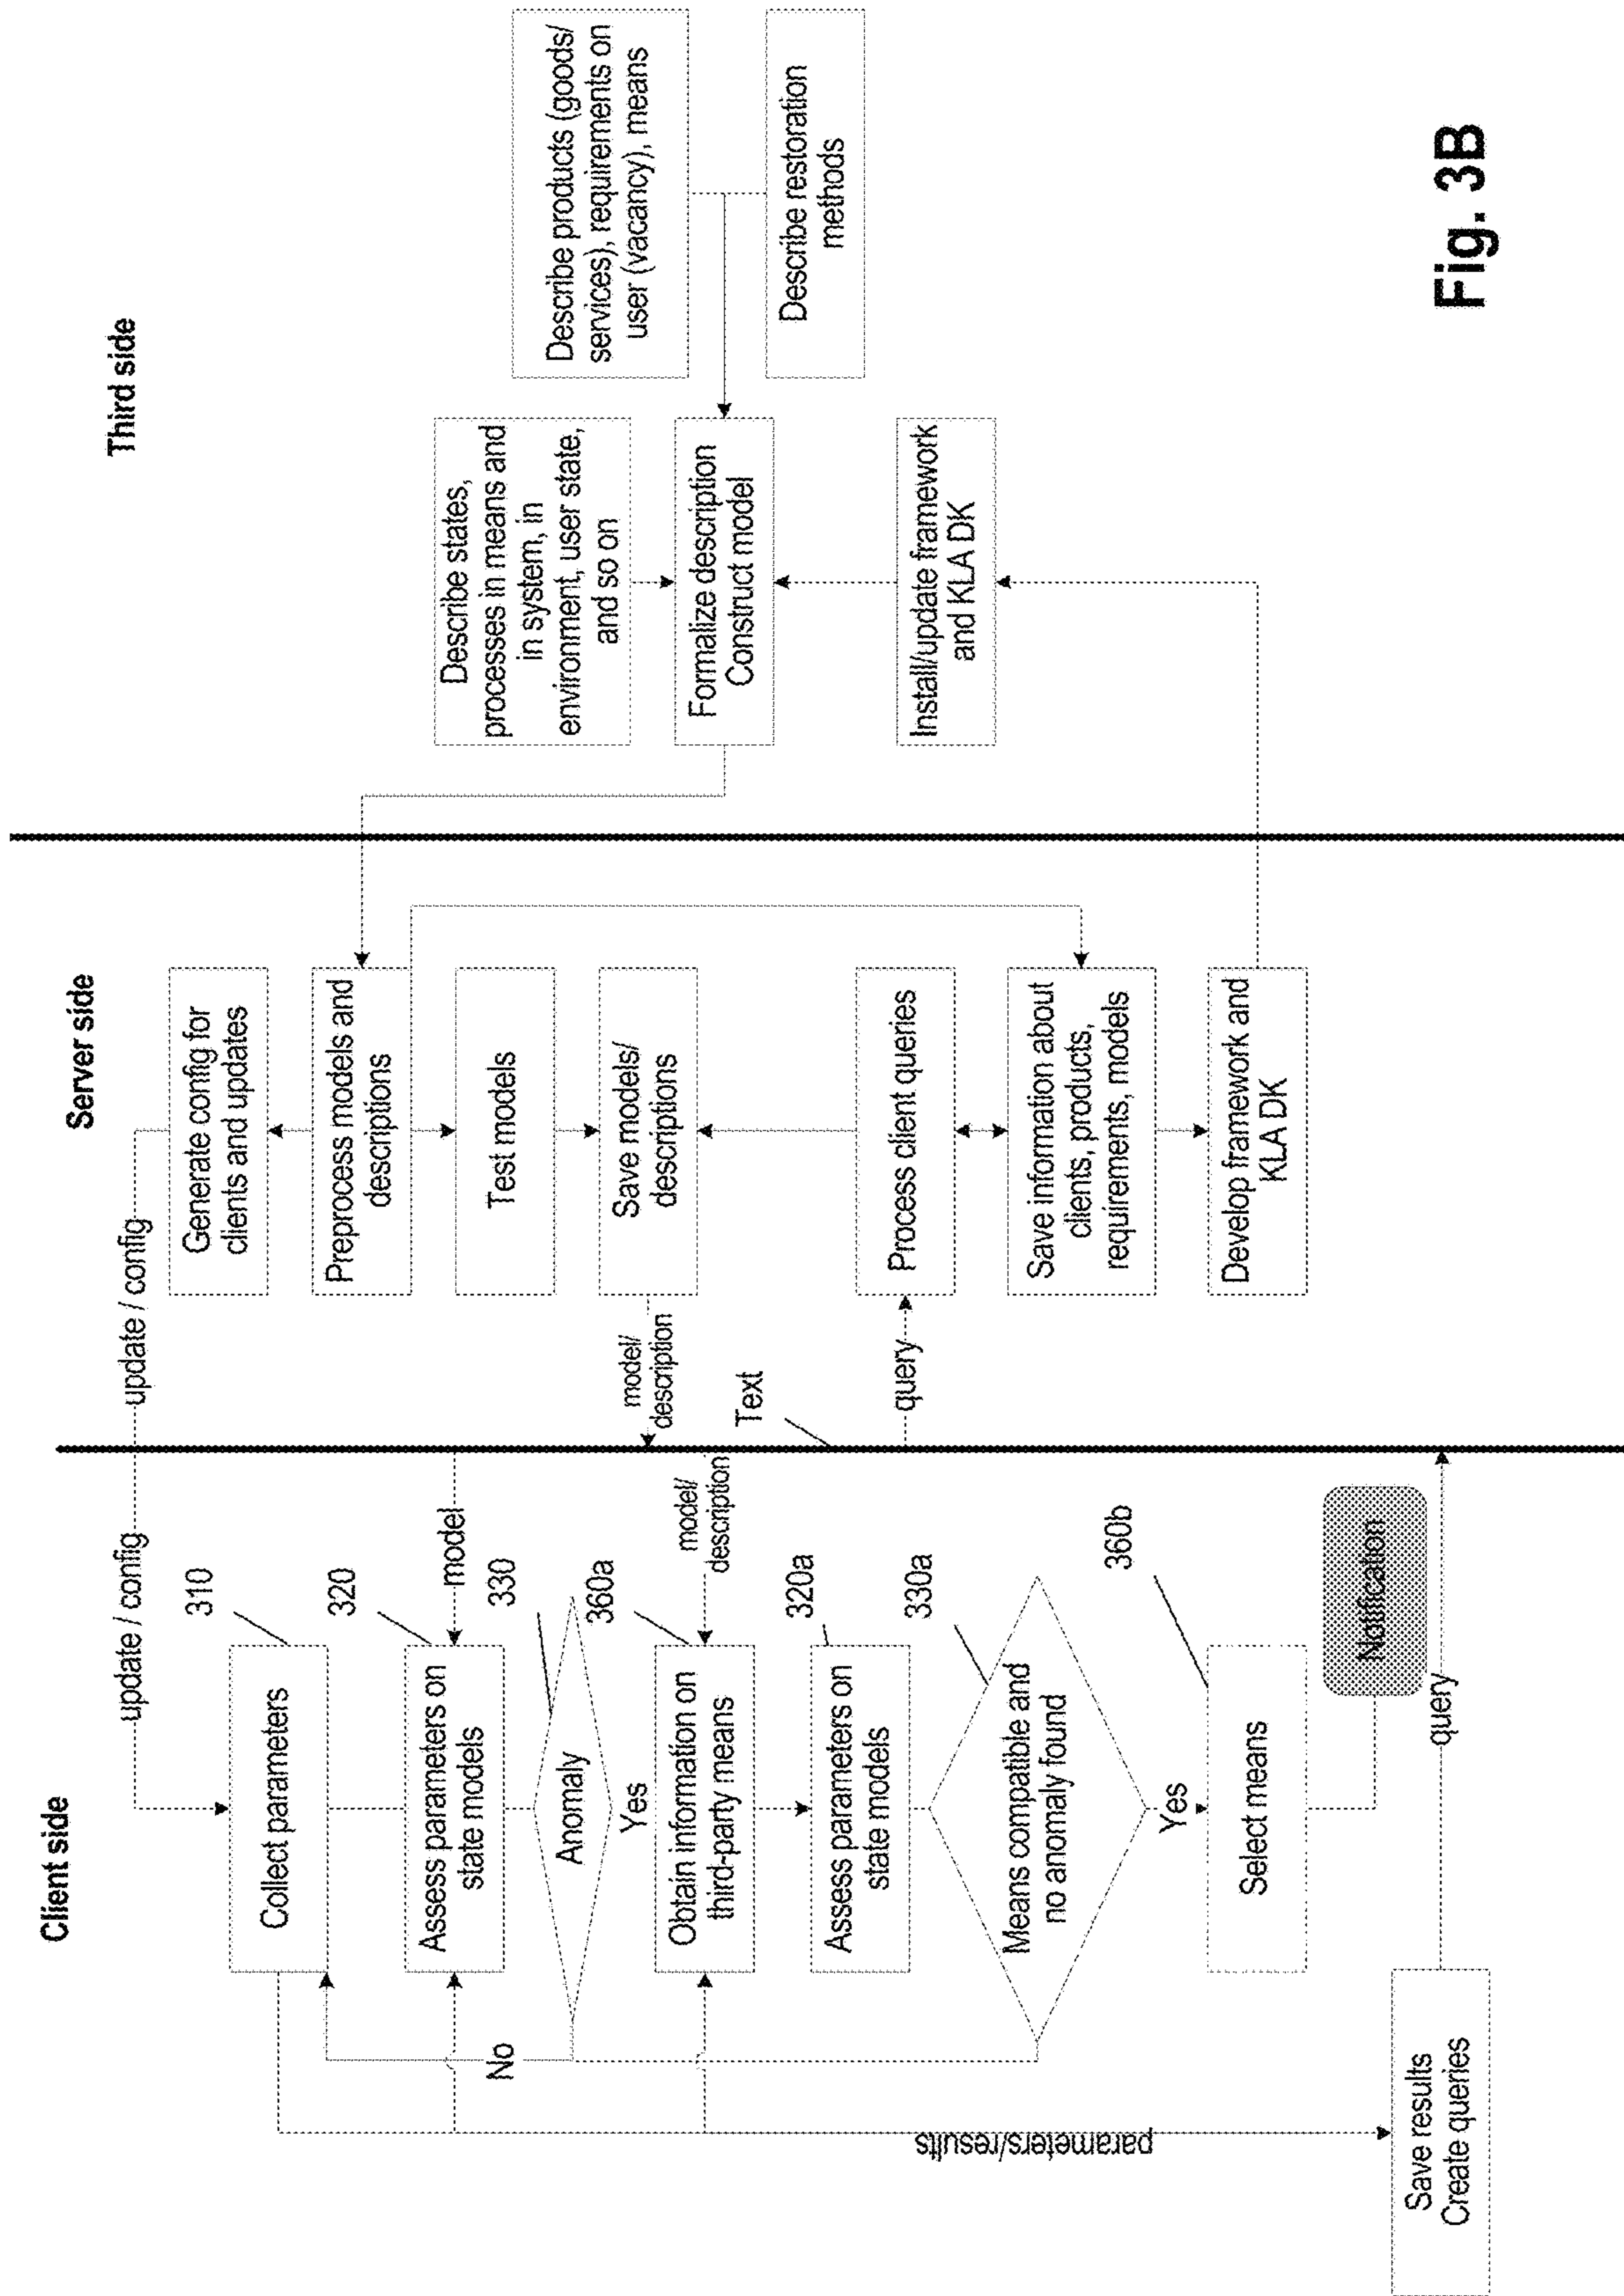 Client side
update / config
310
Collect parameters
320
Assess parameters on
state models
model
330
Anomaly
No
Yes
360a
Obtain information on
third-party means
model/
description
320a
Assess parameters on
state models
330a
Means compatible and
no anomaly found
Yes
360b
Select means
Notification
parameters/results
Save results
Create queries
query
Text
Server side
update / config
Generate config for
clients and updates
Preprocess models and
descriptions
Test models
Save models/
descriptions
model/
description
Process client queries
query
Save information about
clients, products,
requirements, models
Develop framework and
KLA DK
Third side
Describe states,
processes in means and
in system, in
environment, user state,
and so on
Formalize description
Construct model
Install/update framework
and KLA DK
Describe products (goods/
services), requirements on
user (vacancy), means
Describe restoration
methods
Fig. 3B